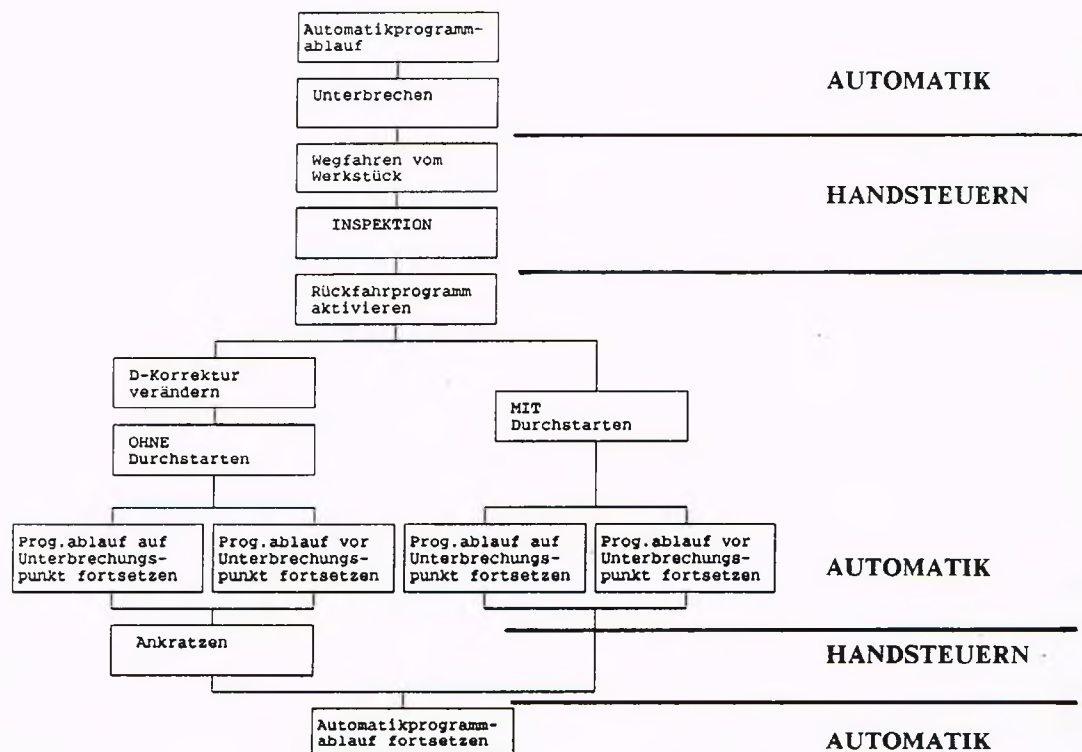 Automatikprogramm-
ablauf
Unterbrechen
AUTOMATIK
Wegfahren vom
Werkstück
INSPEKTION
HANDSTEUERN
Rückfahrprogramm
aktivieren
D-Korrektur
verändern
OHNE
Durchstarten
MIT
Durchstarten
Prog.ablauf auf
Unterbrechungs-
punkt fortsetzen
Prog.ablauf vor
Unterbrechungs-
punkt fortsetzen
Prog.ablauf auf
Unterbrechungs-
punkt fortsetzen
Prog.ablauf vor
Unterbrechungs-
punkt fortsetzen
AUTOMATIK
Ankratzen
HANDSTEUERN
Automatikprogramm-
ablauf fortsetzen
AUTOMATIK